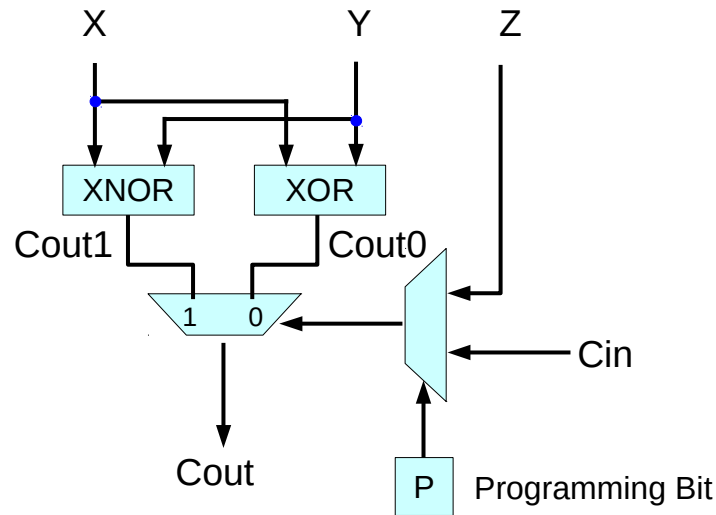 X Y Z
XNOR XOR
Cout1 Cout0
1 0
Cin
Cout
P Programming Bit